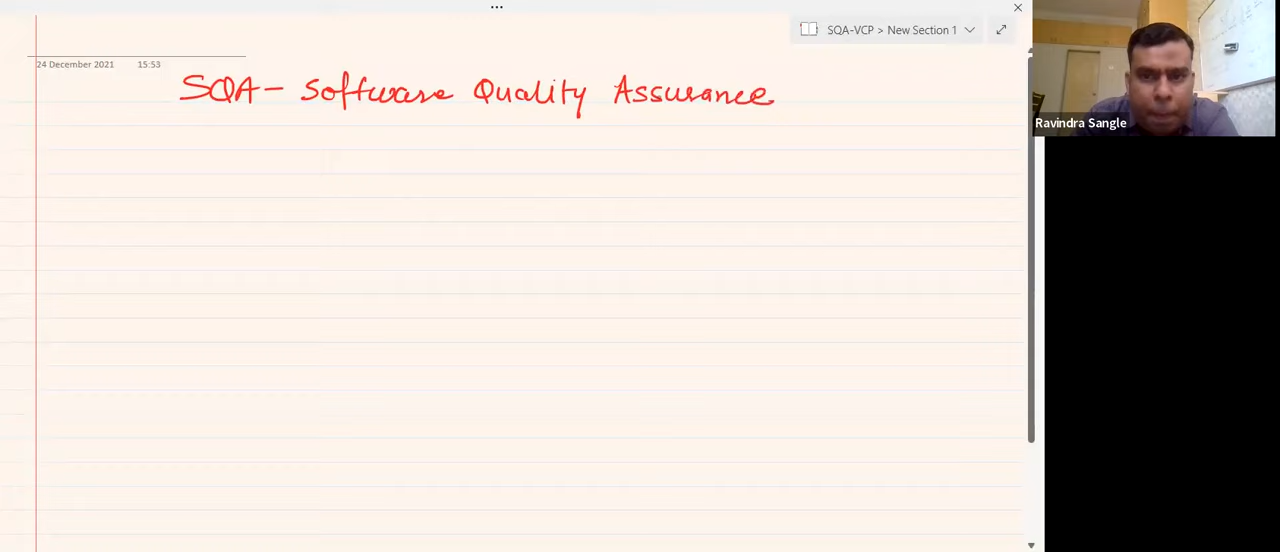 SQA-VCP > New Section 1
24 December 2021 15:53
SQA - Software Quality Assurance
Ravindra Sangle